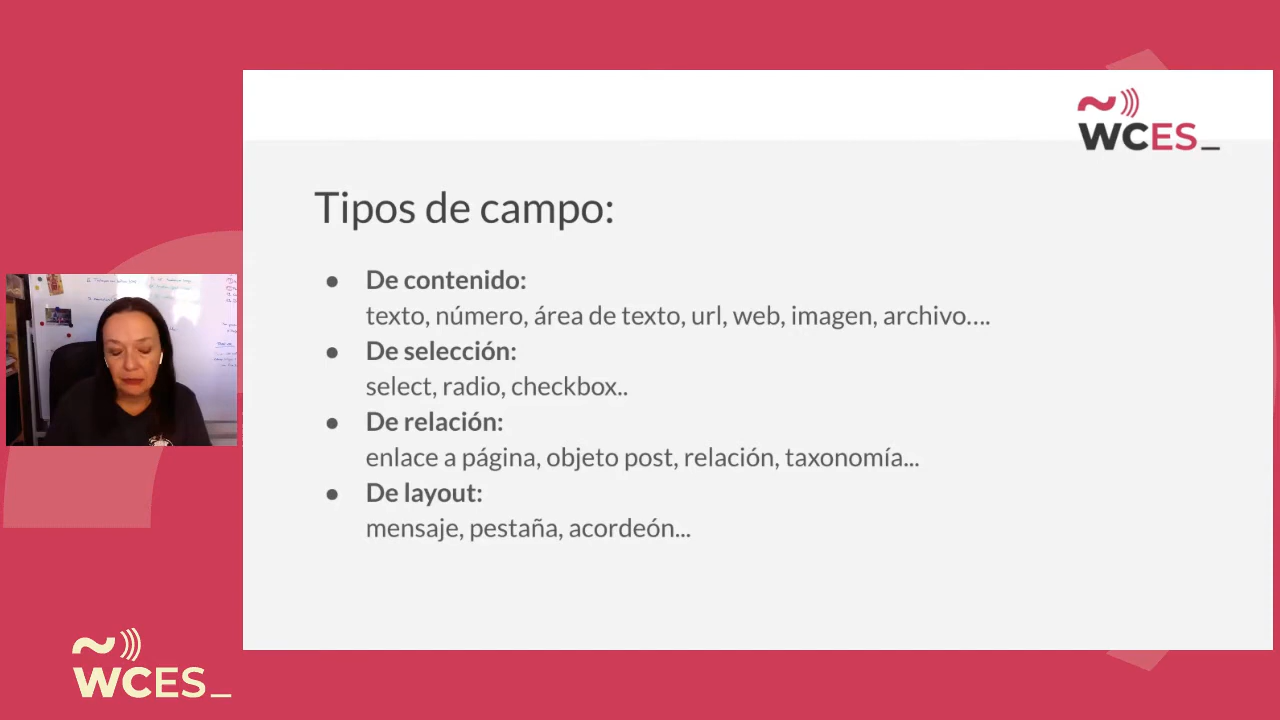 WCES_
Tipos de campo:
● De contenido:
texto, número, área de texto, url, web, imagen, archivo....
● De selección:
select, radio, checkbox..
● De relación:
enlace a página, objeto post, relación, taxonomía...
● De layout:
mensaje, pestaña, acordeón...
WCES_